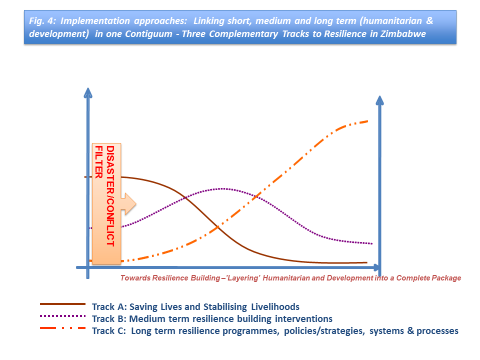 Fig. 4: Implementation approaches: Linking short, medium and long term (humanitarian &
development) in one Contiguum - Three Complementary Tracks to Resilience in Zimbabwe
DISASTER/CONFLICT
FILTER
Towards Resilience Building –'Layering' Humanitarian and Development into a Complete Package
Track A: Saving Lives and Stabilising Livelihoods
Track B: Medium term resilience building interventions
Track C: Long term resilience programmes, policies/strategies, systems & processes